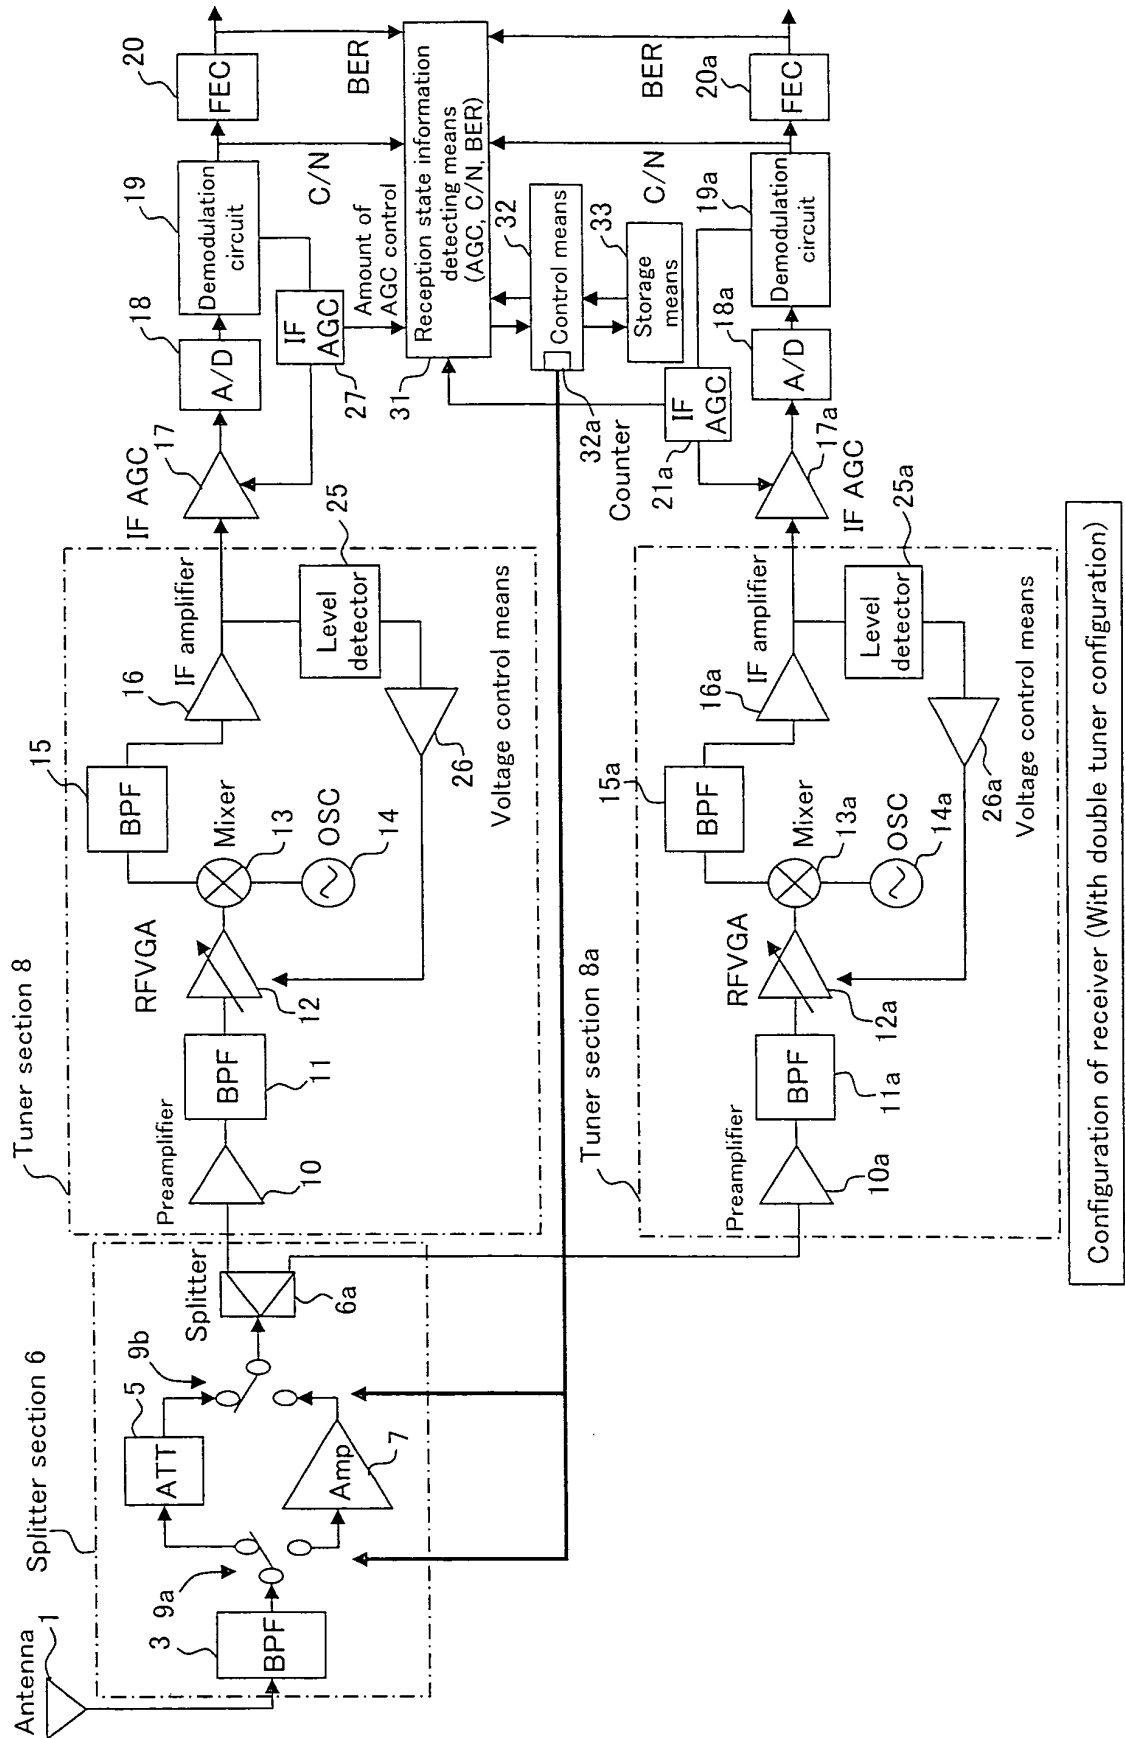 Antenna
1
Splitter section 6
3
BPF
9a
ATT
5
9b
Amp
7
Splitter
6a
Tuner section 8
Preamplifier
10
BPF
11
RFVGA
12
Mixer
13
OSC
14
BPF
15
16
IF amplifier
Level
detector
25
26
Voltage control means
IF AGC
17
A/D
18
Demodulation
circuit
19
IF
AGC
27
FEC
20
C/N
BER
Amount of
AGC control
Reception state information
detecting means
(AGC, C/N, BER)
31
Control means
32
32a
Counter
Storage
means
33
BER
C/N
Tuner section 8a
Preamplifier
10a
BPF
11a
RFVGA
12a
Mixer
13a
OSC
14a
BPF
15a
16a
IF amplifier
Level
detector
25a
26a
Voltage control means
IF AGC
17a
IF
AGC
21a
A/D
18a
Demodulation
circuit
19a
FEC
20a
Configuration of receiver (With double tuner configuration)